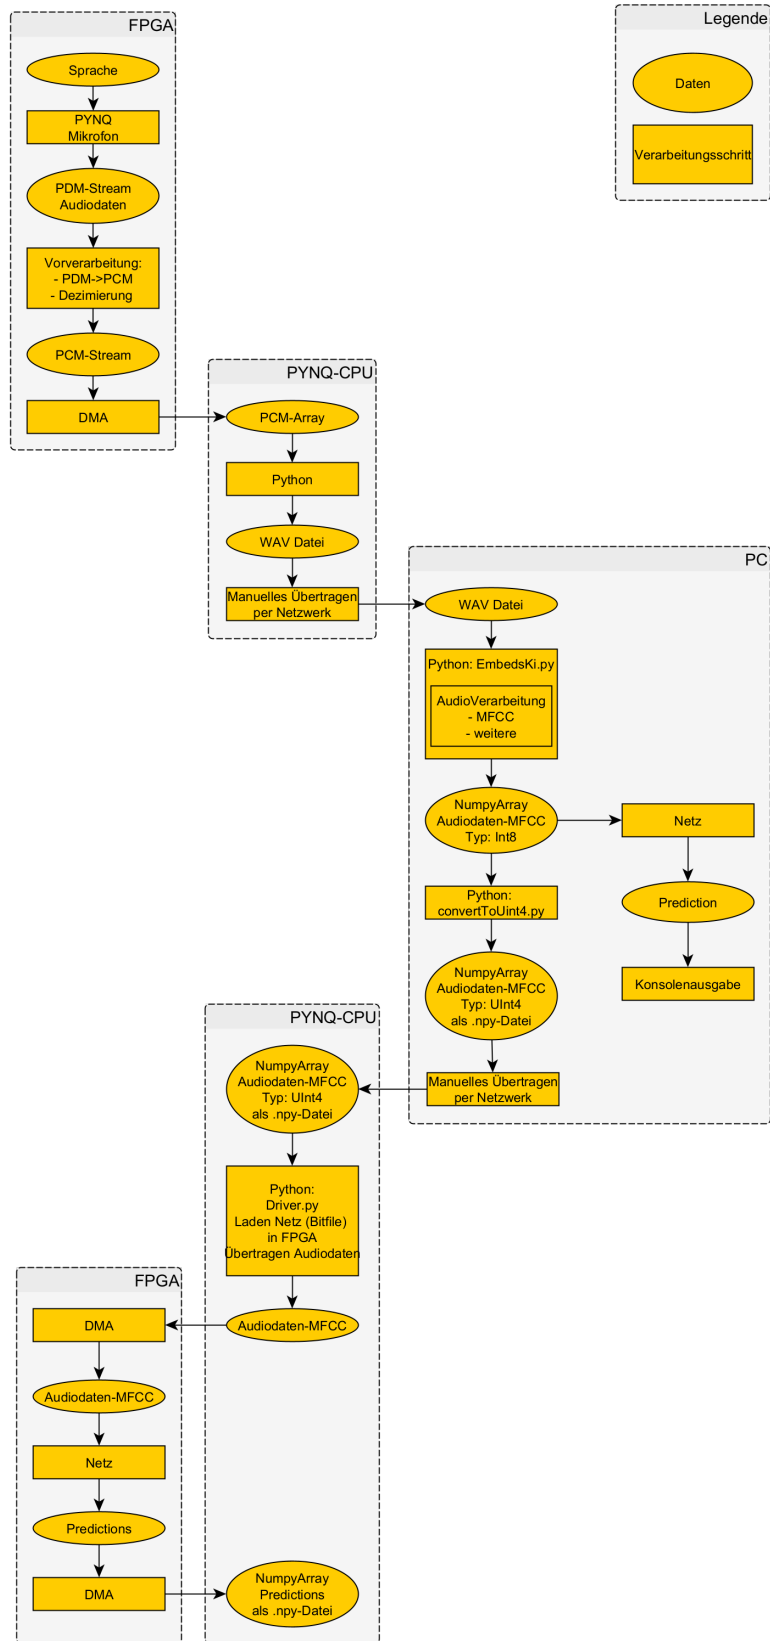 FPGA
Sprache
PYNQ
Mikrofon
PDM-Stream
Audiodaten
Vorverarbeitung:
- PDM->PCM
- Dezimierung
PCM-Stream
DMA
Legende
Daten
Verarbeitungsschritt
PYNQ-CPU
PCM-Array
Python
WAV Datei
Manuelles Übertragen
per Netzwerk
PC
WAV Datei
Python: EmbedsKi.py
AudioVerarbeitung
- MFCC
- weitere
NumpyArray
Audiodaten-MFCC
Typ: Int8
Netz
Prediction
Konsolenausgabe
Python:
convertToUint4.py
NumpyArray
Audiodaten-MFCC
Typ: UInt4
als .npy-Datei
Manuelles Übertragen
per Netzwerk
PYNQ-CPU
NumpyArray
Audiodaten-MFCC
Typ: UInt4
als .npy-Datei
Python:
Driver.py
Laden Netz (Bitfile)
in FPGA
Übertragen Audiodaten
Audiodaten-MFCC
FPGA
DMA
Audiodaten-MFCC
Netz
Predictions
DMA
NumpyArray
Predictions
als .npy-Datei